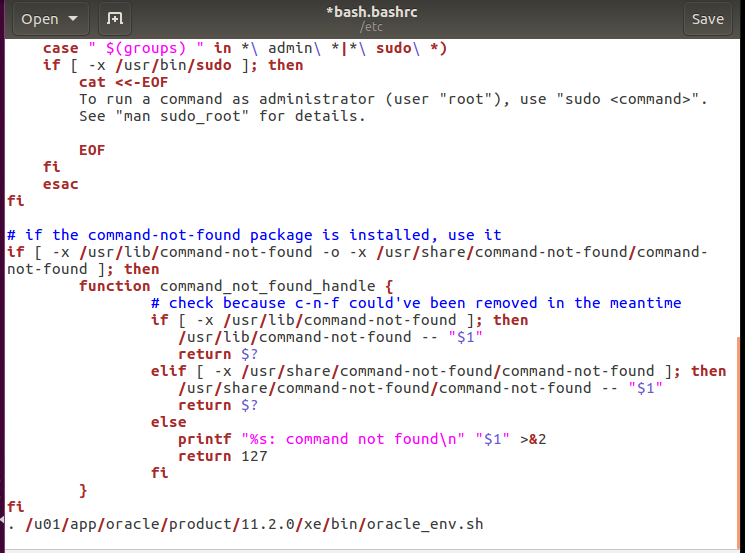 Open
*bash.bashrc
/etc
Save
case " $(groups) " in *\ admin\ *|*\ sudo\ *)
if [ -x /usr/bin/sudo ]; then
cat <<-EOF
To run a command as administrator (user "root"), use "sudo <command>".
See "man sudo_root" for details.
EOF
fi
esac
fi
# if the command-not-found package is installed, use it
if [ -x /usr/lib/command-not-found -o -x /usr/share/command-not-found/command-
not-found ]; then
function command_not_found_handle {
# check because c-n-f could've been removed in the meantime
if [ -x /usr/lib/command-not-found ]; then
/usr/lib/command-not-found -- "$1"
return $?
elif [ -x /usr/share/command-not-found/command-not-found ]; then
/usr/share/command-not-found/command-not-found -- "$1"
return $?
else
printf "%s: command not found\n" "$1" >&2
return 127
fi
}
fi
. /u01/app/oracle/product/11.2.0/xe/bin/oracle_env.sh